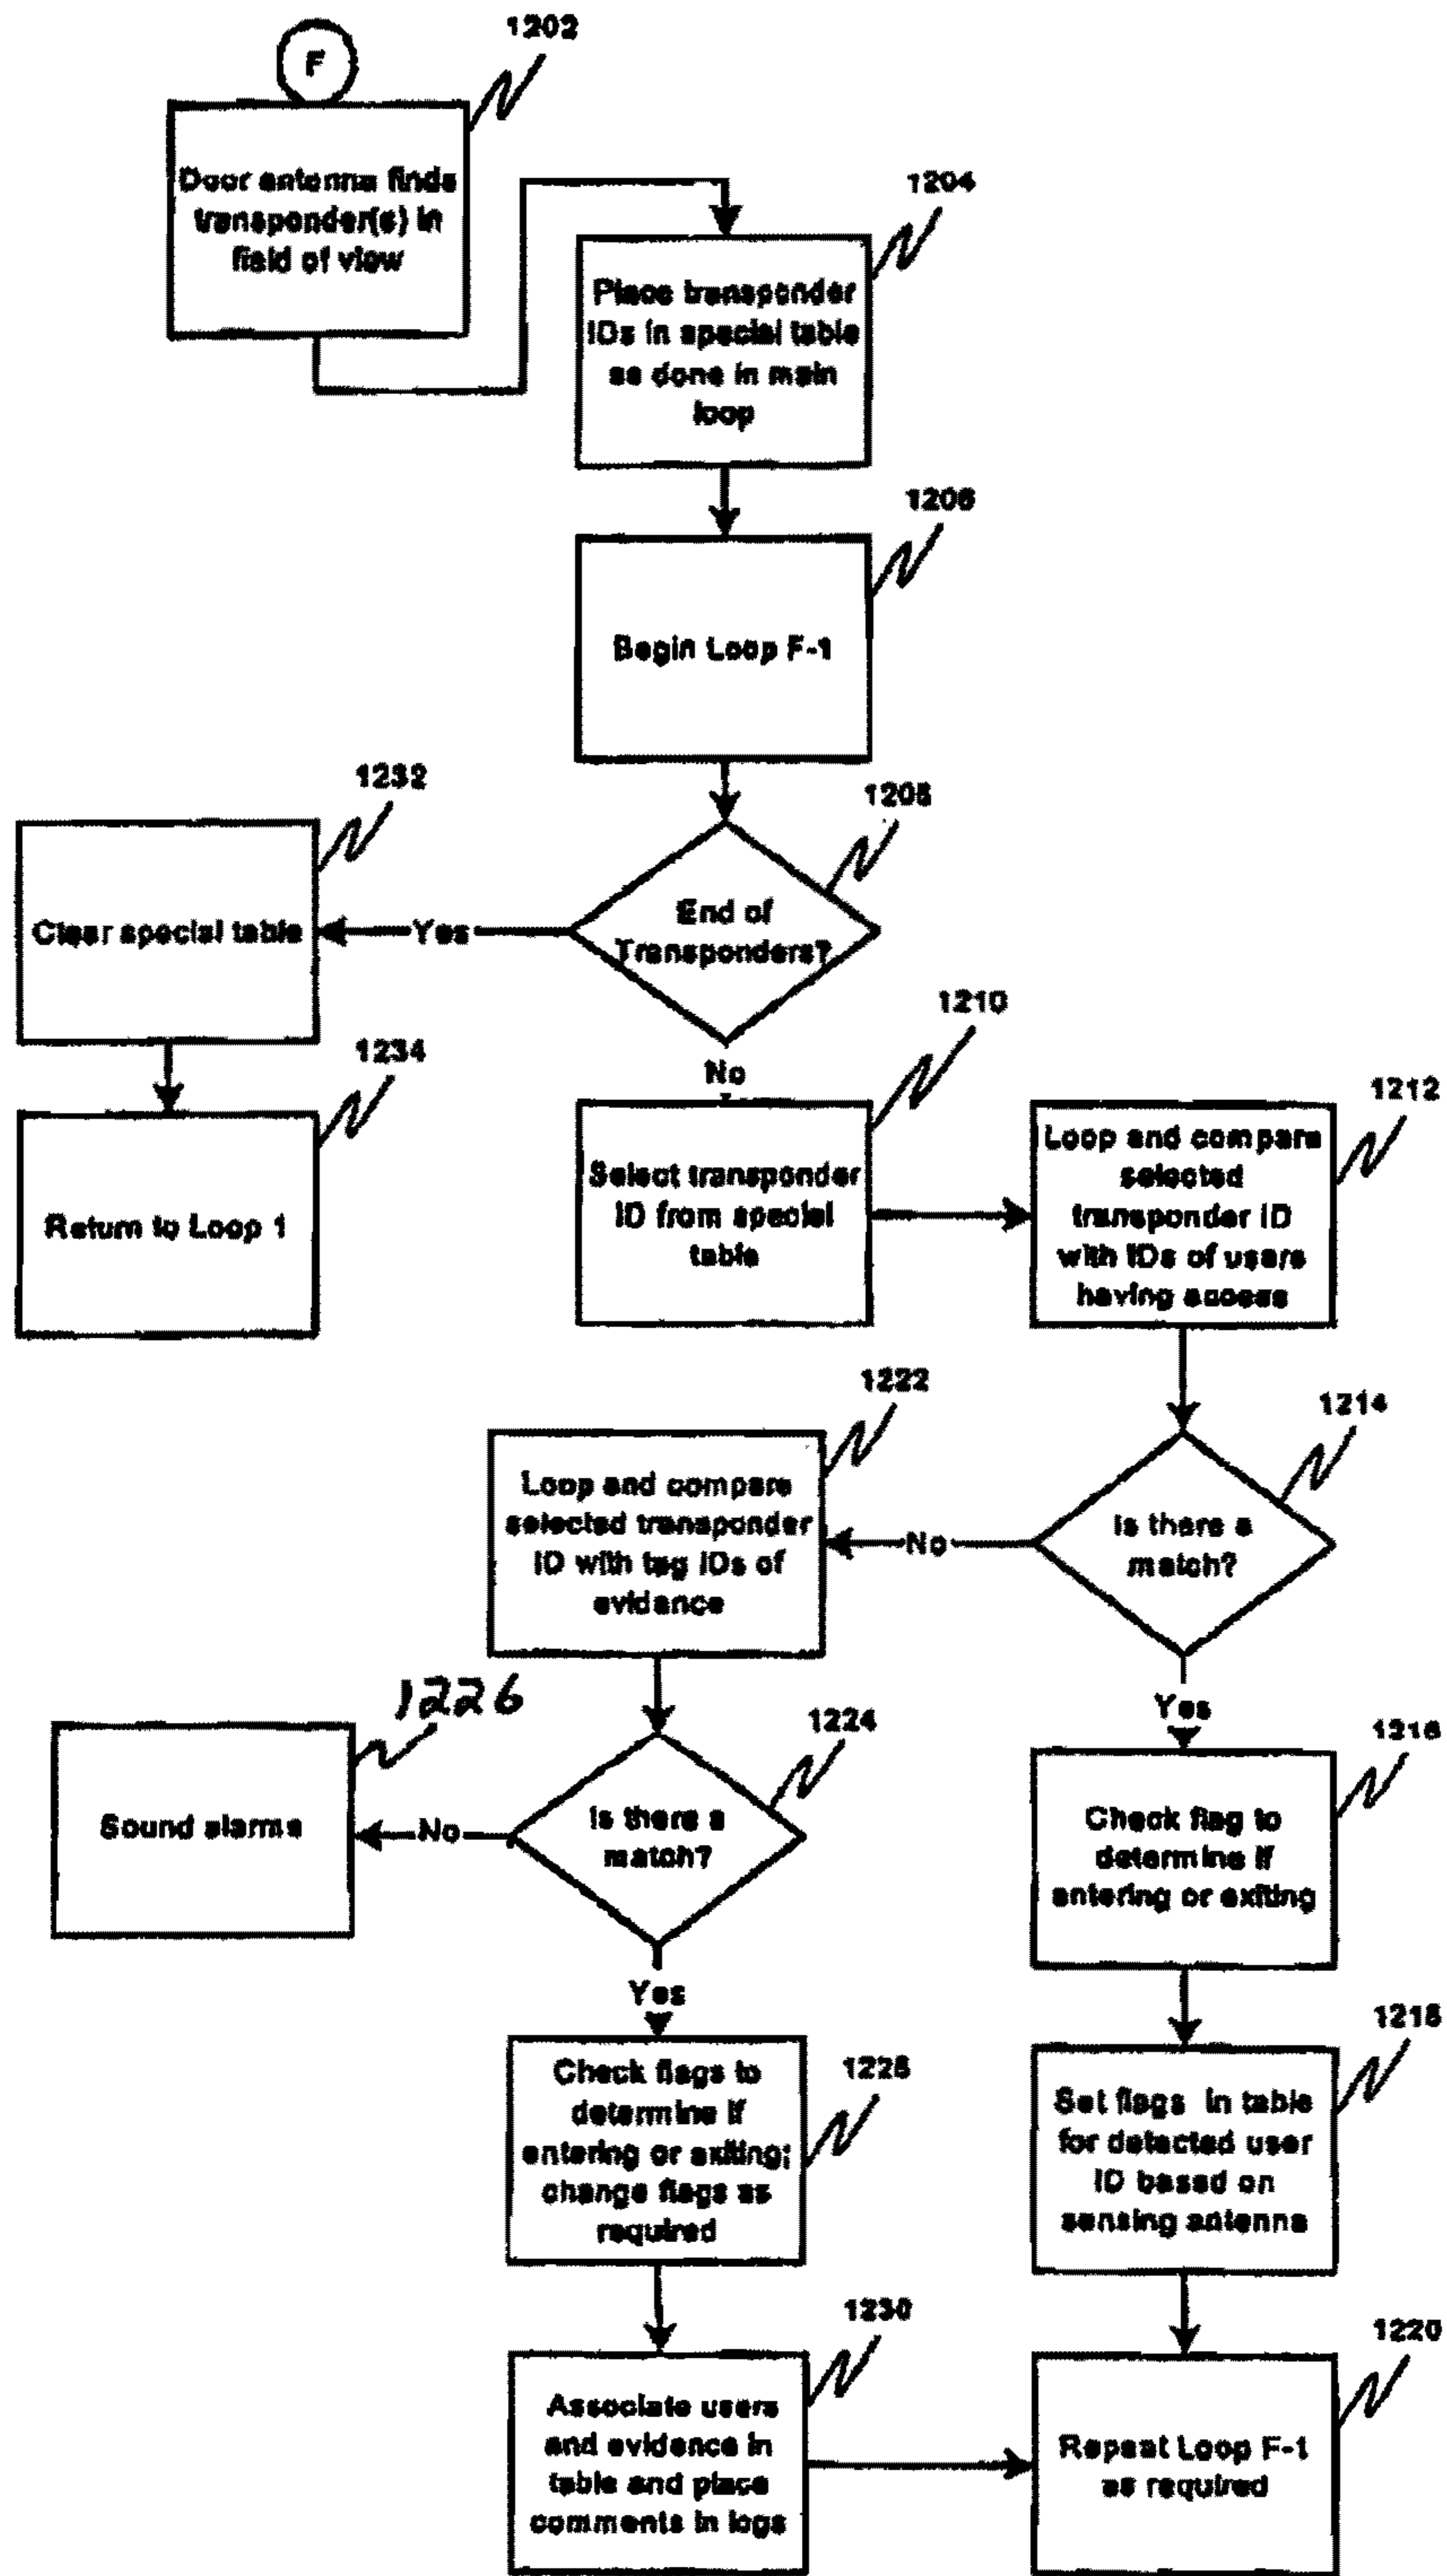 1202
F
Door antenna finds
transponder(s) in
field of view
1204
Place transponder
IDs in special table
as done in main
loop
1206
Begin Loop F-1
1232
1208
Clear special table
Yes
End of
Transponders?
1234
1210
No
1212
Return to Loop 1
Select transponder
ID from special
table
Loop and compare
selected
transponder ID
with IDs of users
having access
1222
1214
Loop and compare
selected transponder
ID with tag IDs of
evidence
No
Is there a
match?
1226
1224
Yes
1216
Sound alarms
No
Is there a
match?
Check flag to
determine if
entering or exiting
Yes
1228
1218
Check flags to
determine if
entering or exiting;
change flags as
required
Set flags in table
for detected user
ID based on
sensing antenna
1230
1220
Associate users
and evidence in
table and place
comments in logs
Repeat Loop F-1
as required